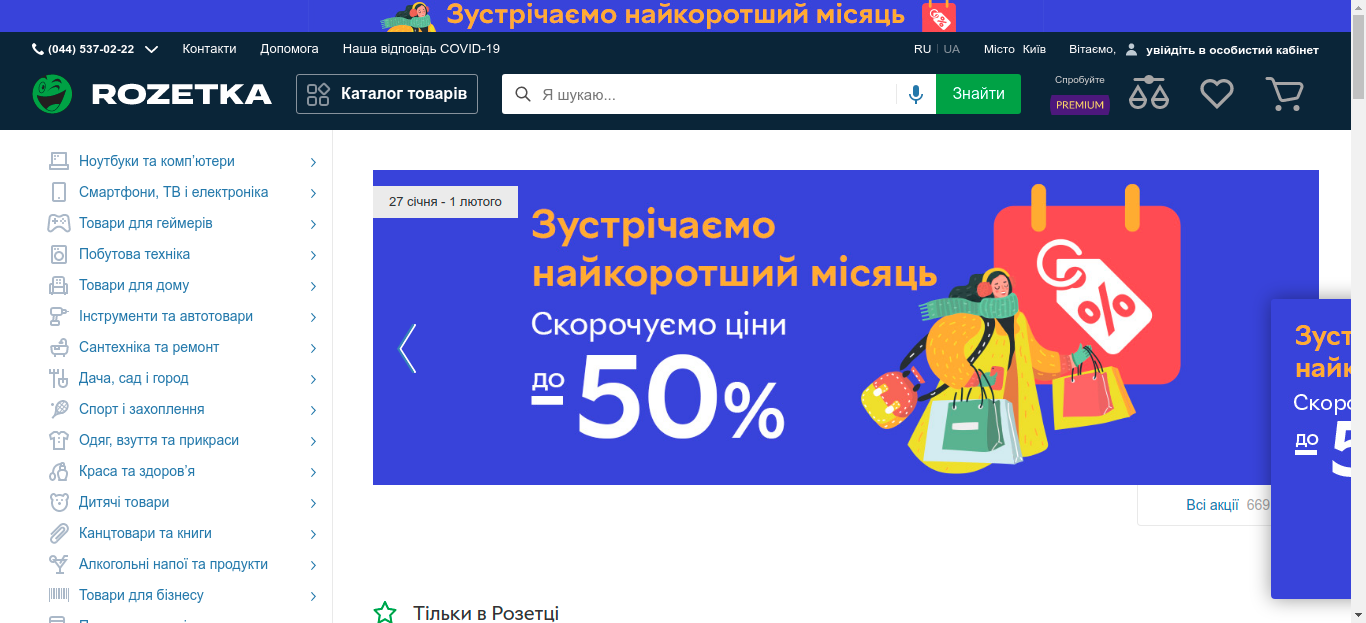 Зустрічаємо найкоротший місяць
(044) 537-02-22
Контакти
Допомога
Наша відповідь COVID-19
RU | UA
Місто Київ
Вітаємо, увійдіть в особистий кабінет
ROZETKA
Каталог товарів
Я шукаю...
Знайти
Спробуйте
PREMIUM
Ноутбуки та комп'ютери
Смартфони, ТВ і електроніка
Товари для геймерів
Побутова техніка
Товари для дому
Інструменти та автотовари
Сантехніка та ремонт
Дача, сад і город
Спорт і захоплення
Одяг, взуття та прикраси
Краса та здоров'я
Дитячі товари
Канцтовари та книги
Алкогольні напої та продукти
Товари для бізнесу
27 січня - 1 лютого
Зустрічаємо
найкоротший місяць
Скорочуємо ціни
до
-50%
%
Всі акції 669
до
Тільки в Розетці